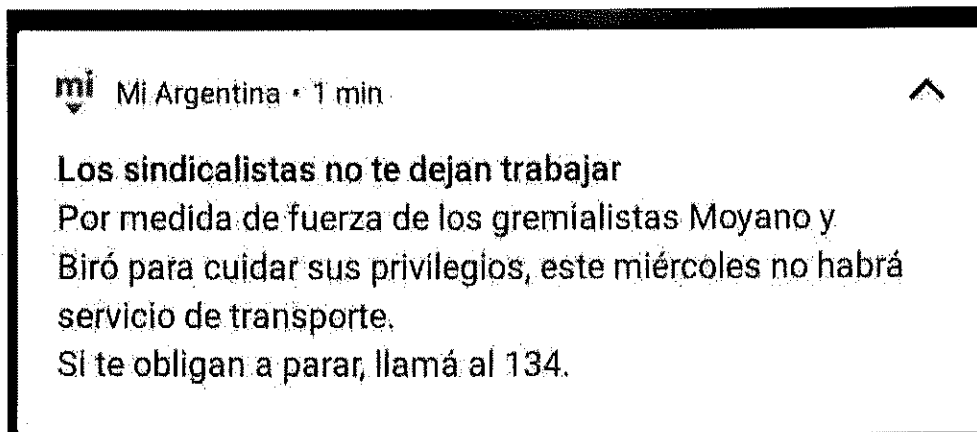 mi Mi Argentina • 1 min
Los sindicalistas no te dejan trabajar
Por medida de fuerza de los gremialistas Moyano y
Biró para cuidar sus privilegios, este miércoles no habrá
servicio de transporte.
Si te obligan a parar, llamá al 134.